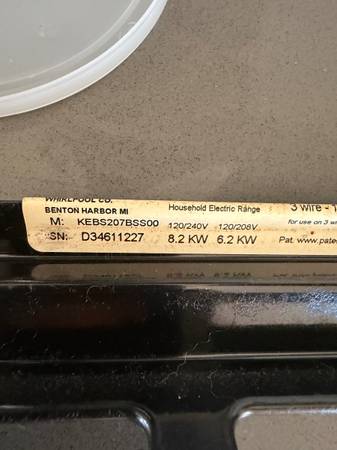 WHIRLPOOL CO.
BENTON HARBOR MI
M: KEBS207BSS00
SN: D34611227
Household Electric Range
120/240V 120/208V
8.2 KW 6.2 KW
3 wire - 1
for use on 3 wi
Pat. www.pate